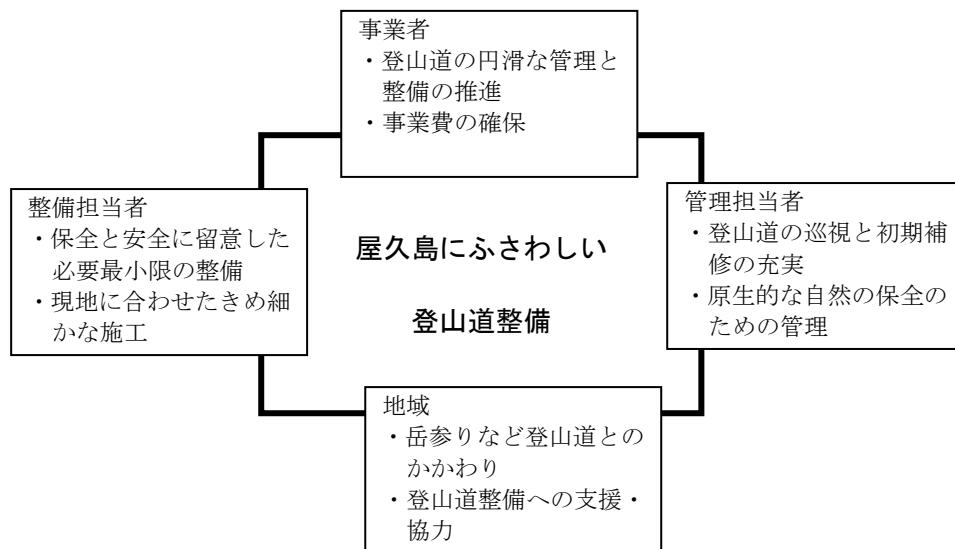 事業者
・登山道の円滑な管理と
整備の推進
・事業費の確保
整備担当者
・保全と安全に留意した
必要最小限の整備
・現地に合わせたきめ細
かな施工
屋久島にふさわしい
登山道整備
管理担当者
・登山道の巡視と初期補
修の充実
・原生的な自然の保全の
ための管理
地域
・岳参りなど登山道との
かかわり
・登山道整備への支援・
協力